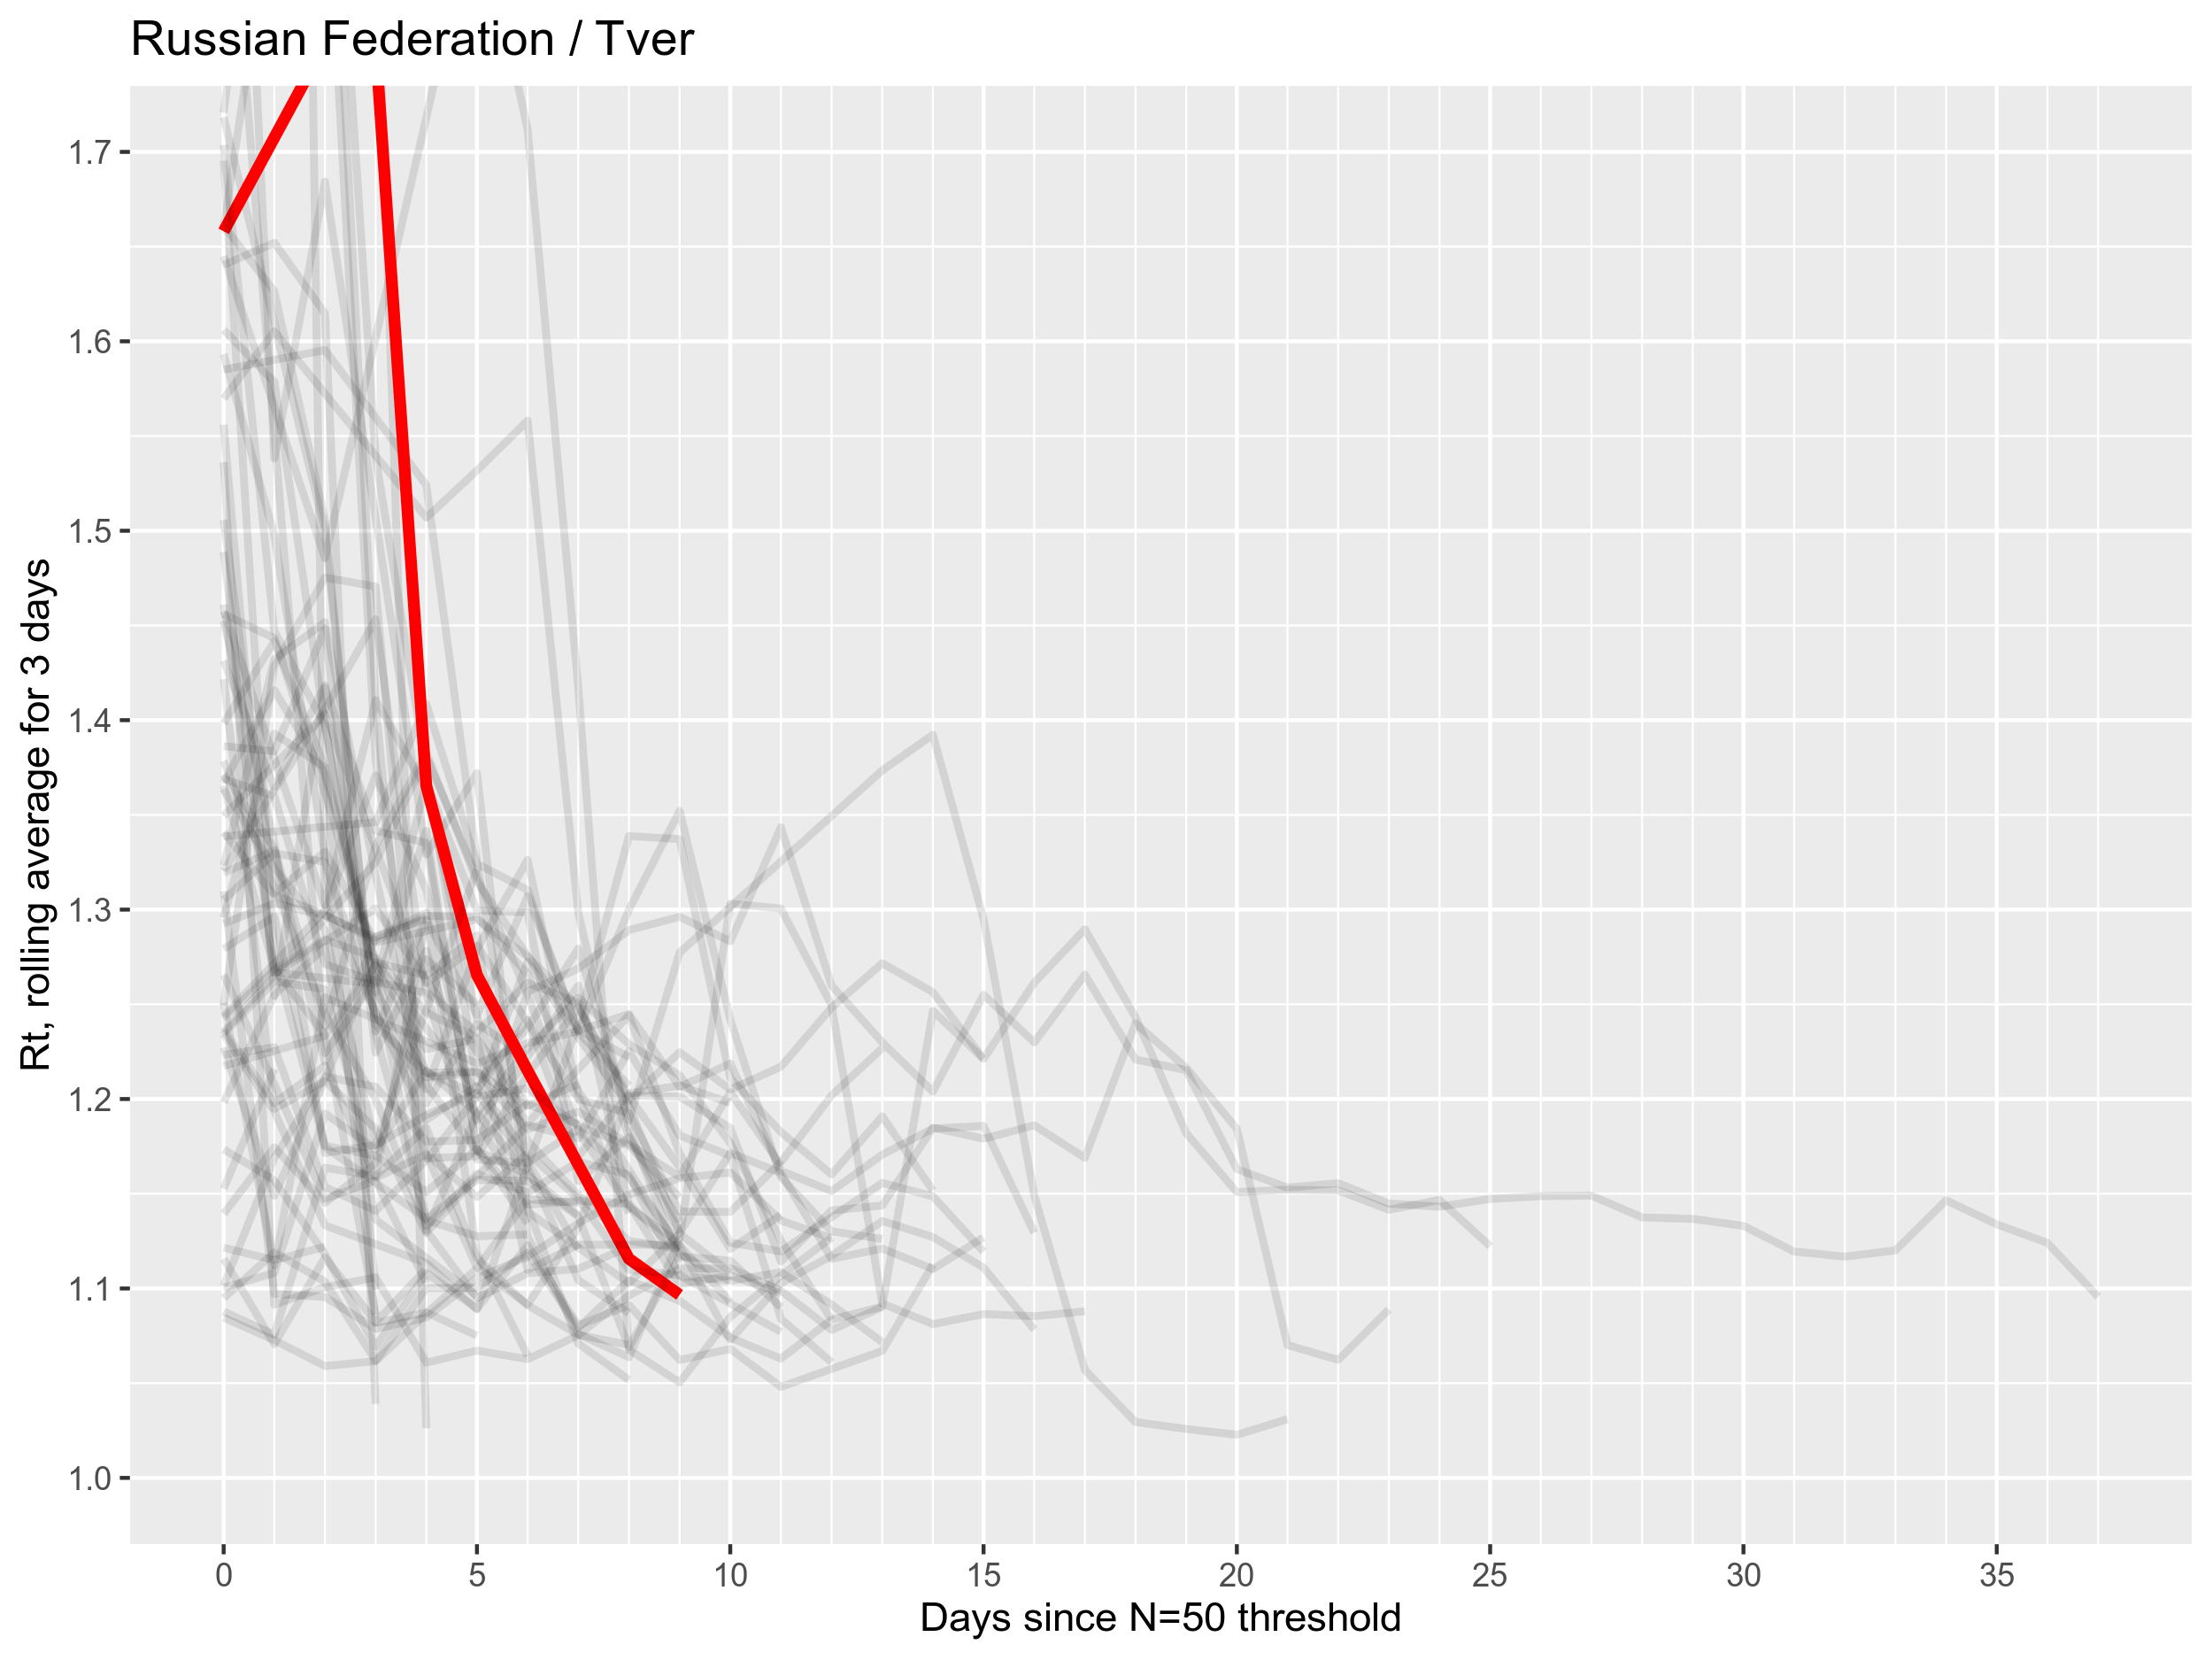 Russian Federation / Tver
Rt, rolling average for 3 days
1.7
1.6
1.5
1.4
1.3
1.2
1.1
1.0
0 5 10 15 20 25 30 35
Days since N=50 threshold